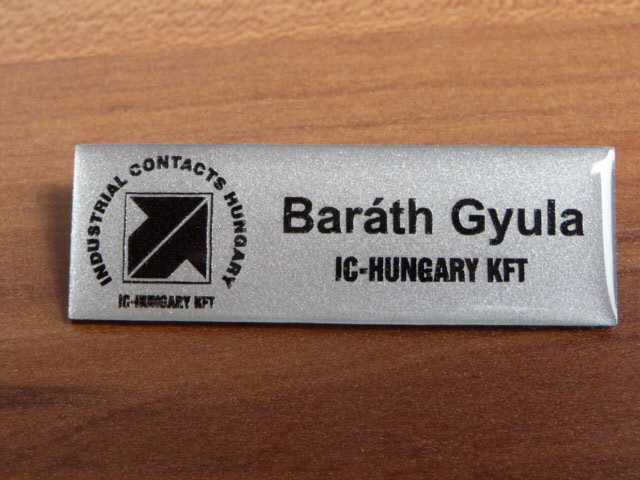 INDUSTRIAL CONTACTS HUNGARY
IC-HUNGARY KFT
Baráth Gyula
IC-HUNGARY KFT